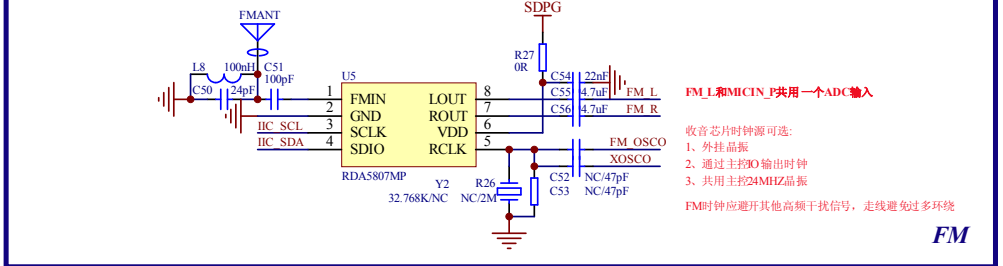 SDPG
FMANT
R27
0R
L8
100nH
C51
100pF
C50
24pF
U5
C54
22nF
C55
4.7uF
FM_L
C56
4.7uF
FM_R
1
FMIN
LOUT
8
2
GND
ROUT
7
IIC_SCL
3
SCLK
VDD
6
IIC_SDA
4
SDIO
RCLK
5
FM_OSCO
XOSCO
RDA5807MP
Y2
32.768K/NC
R26
NC/2M
C52
NC/47pF
C53
NC/47pF
FM_L和MICIN_P共用一个ADC输入
收音芯片时钟源可选:
1、外挂晶振
2、通过主控IO输出时钟
3、共用主控24MHZ晶振
FM时钟应避开其他高频干扰信号，走线避免过多环绕
FM